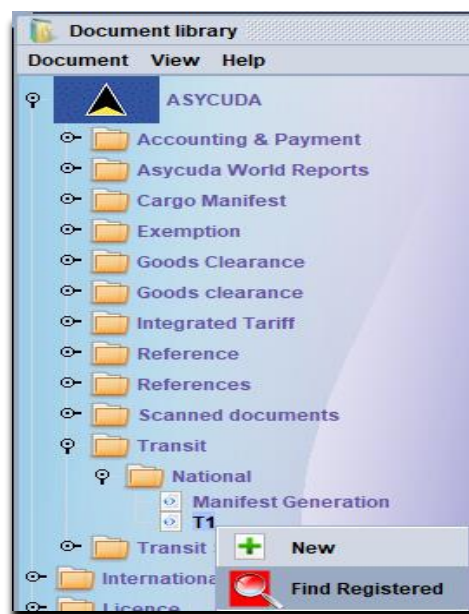 Document library
Document View Help
ASYCUDA
Accounting & Payment
Asycuda World Reports
Cargo Manifest
Exemption
Goods Clearance
Goods clearance
Integrated Tariff
Reference
References
Scanned documents
Transit
National
Manifest Generation
T1
Transit
New
Internationa
Find Registered
Licence